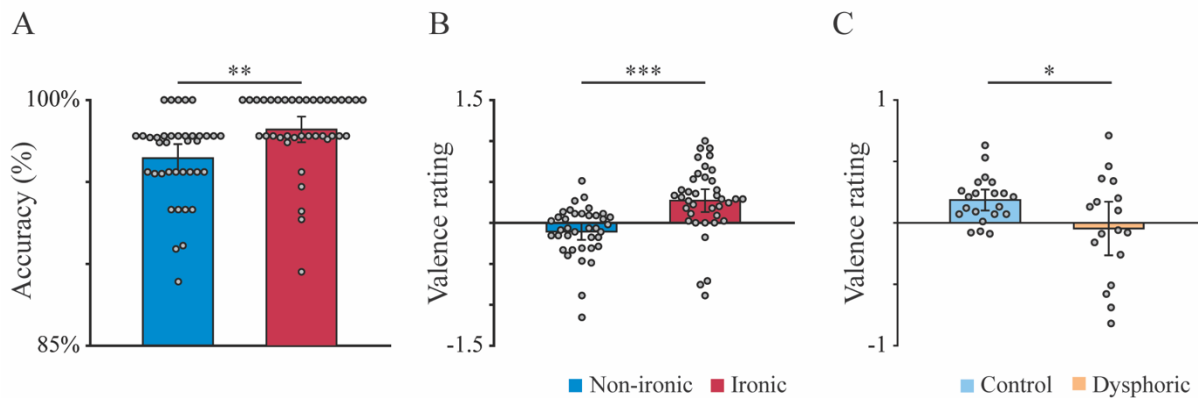 A
B
C
**
***
*
100%
85%
Accuracy (%)
1.5
-1.5
Valence rating
1
-1
Valence rating
Non-ironic Ironic
Control Dysphoric